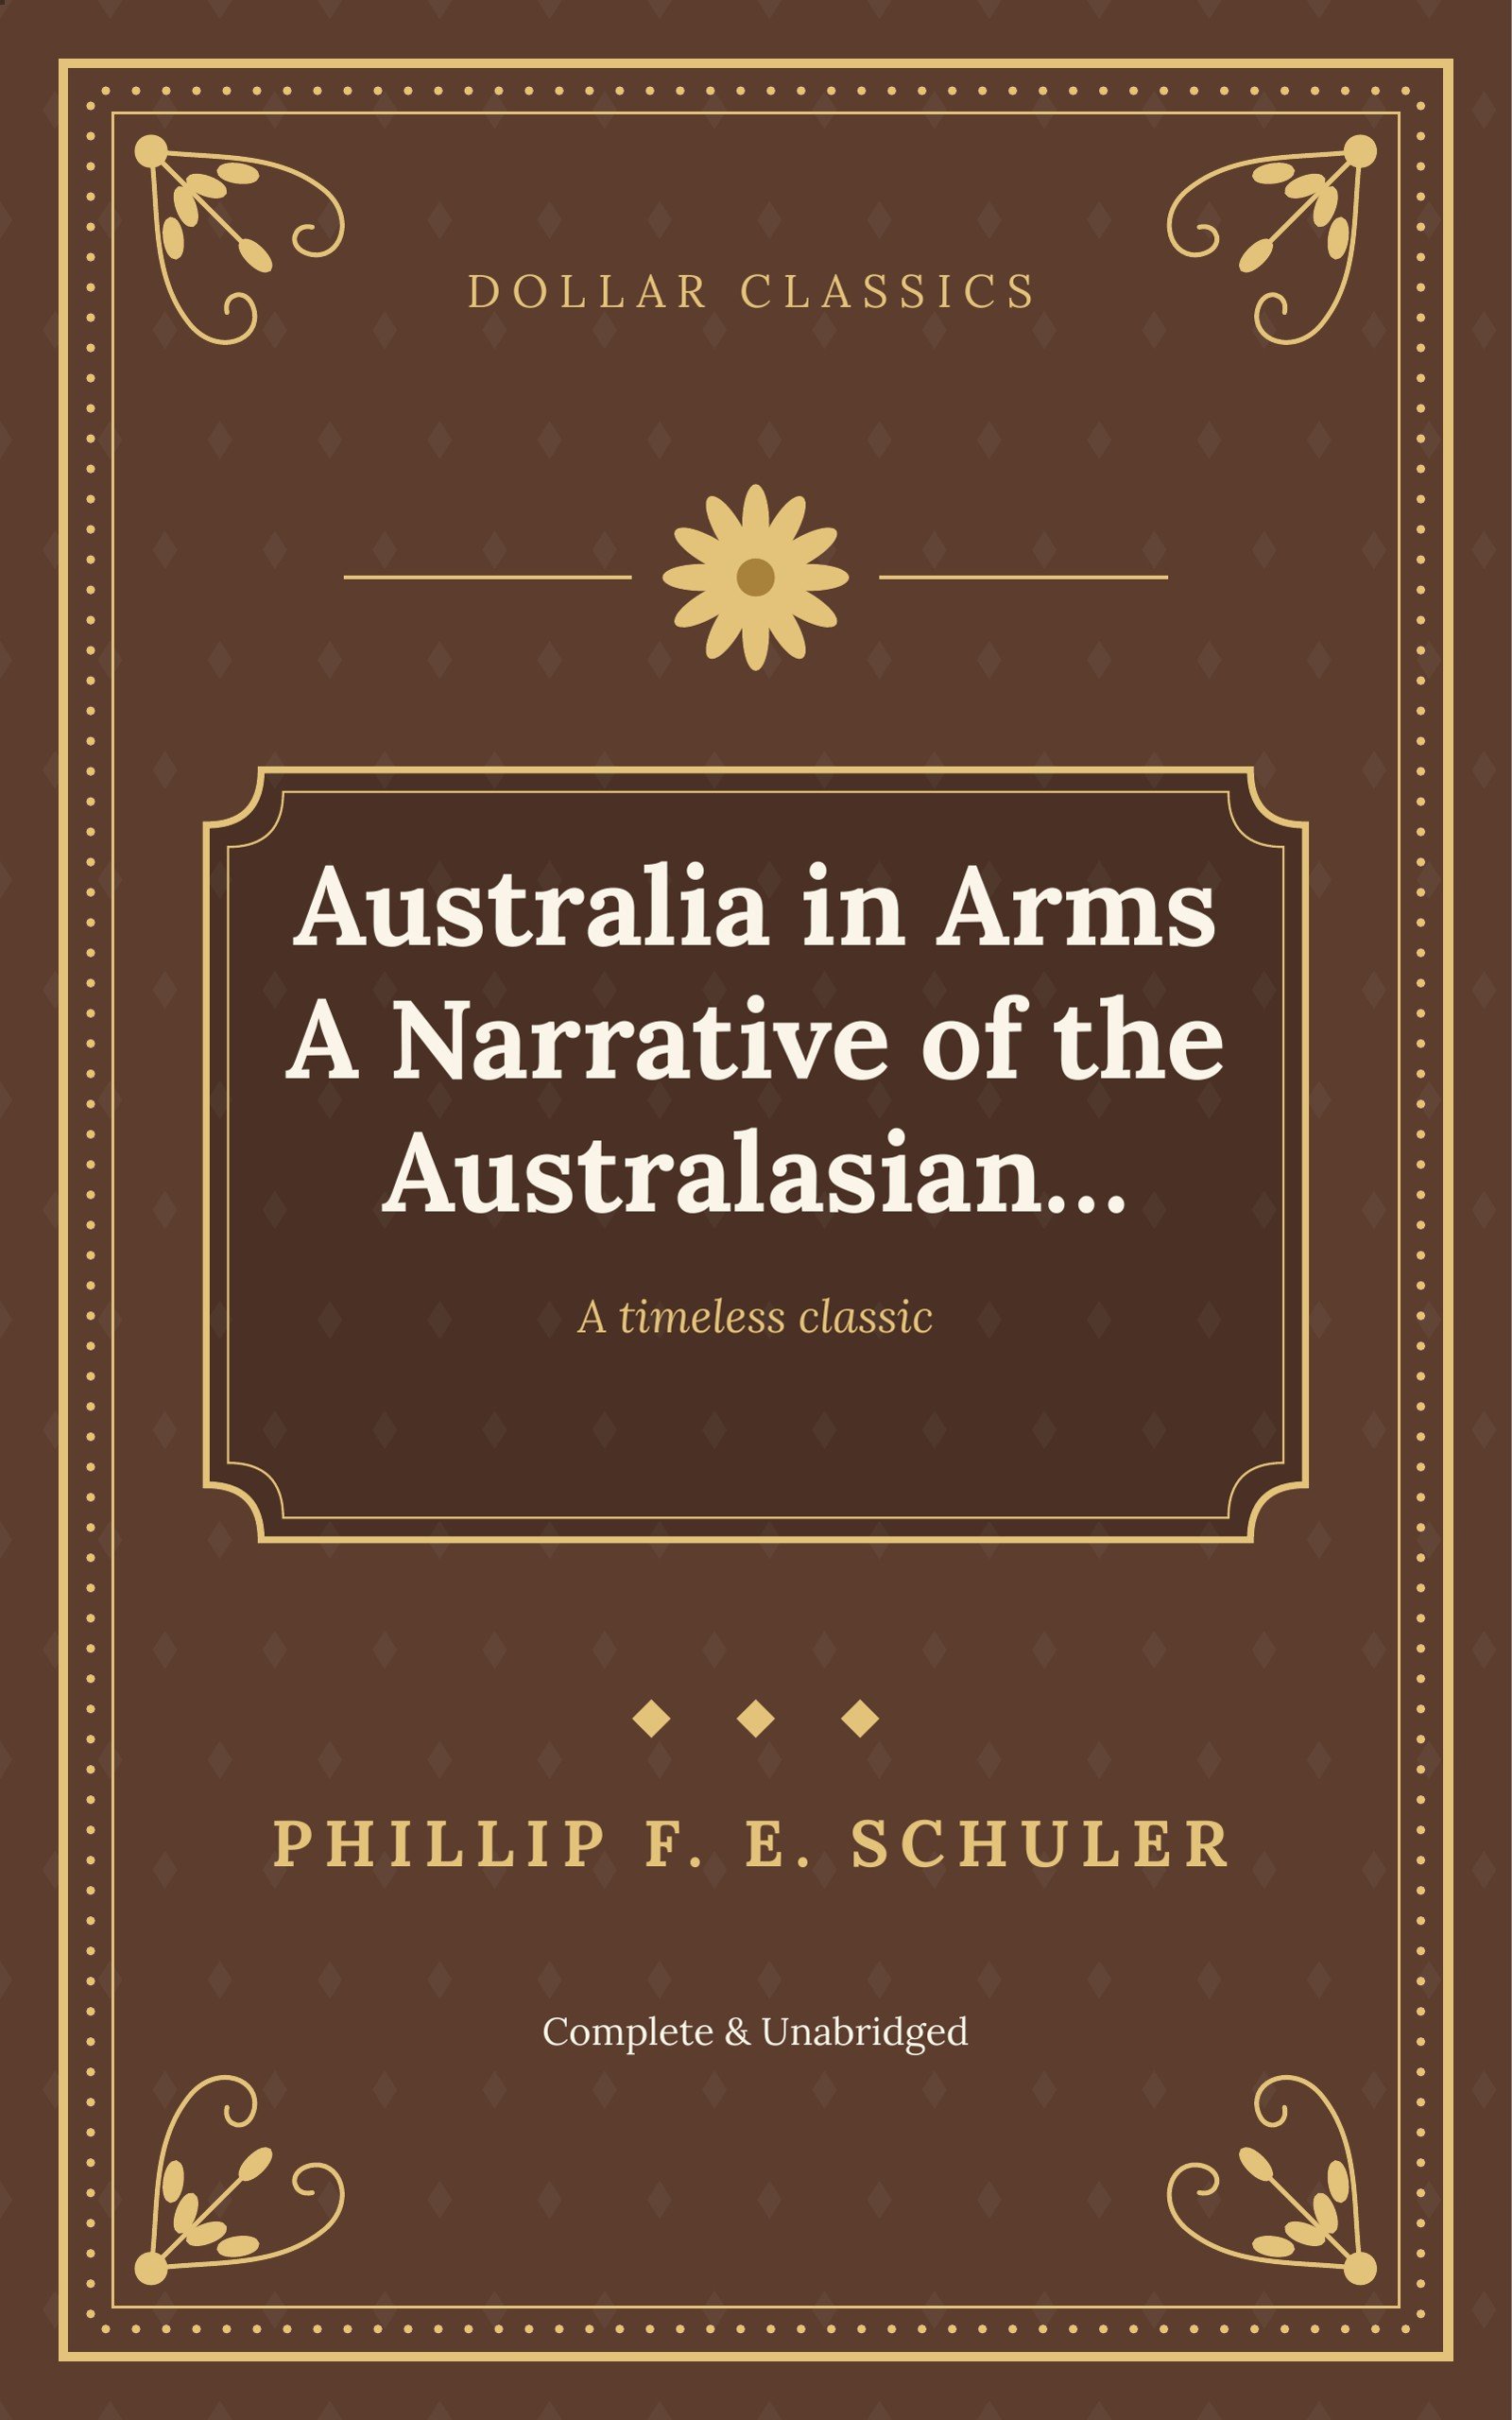 DOLLAR CLASSICS
Australia in Arms
A Narrative of the
Australasian...
A timeless classic
PHILLIP F. E. SCHULER
Complete & Unabridged